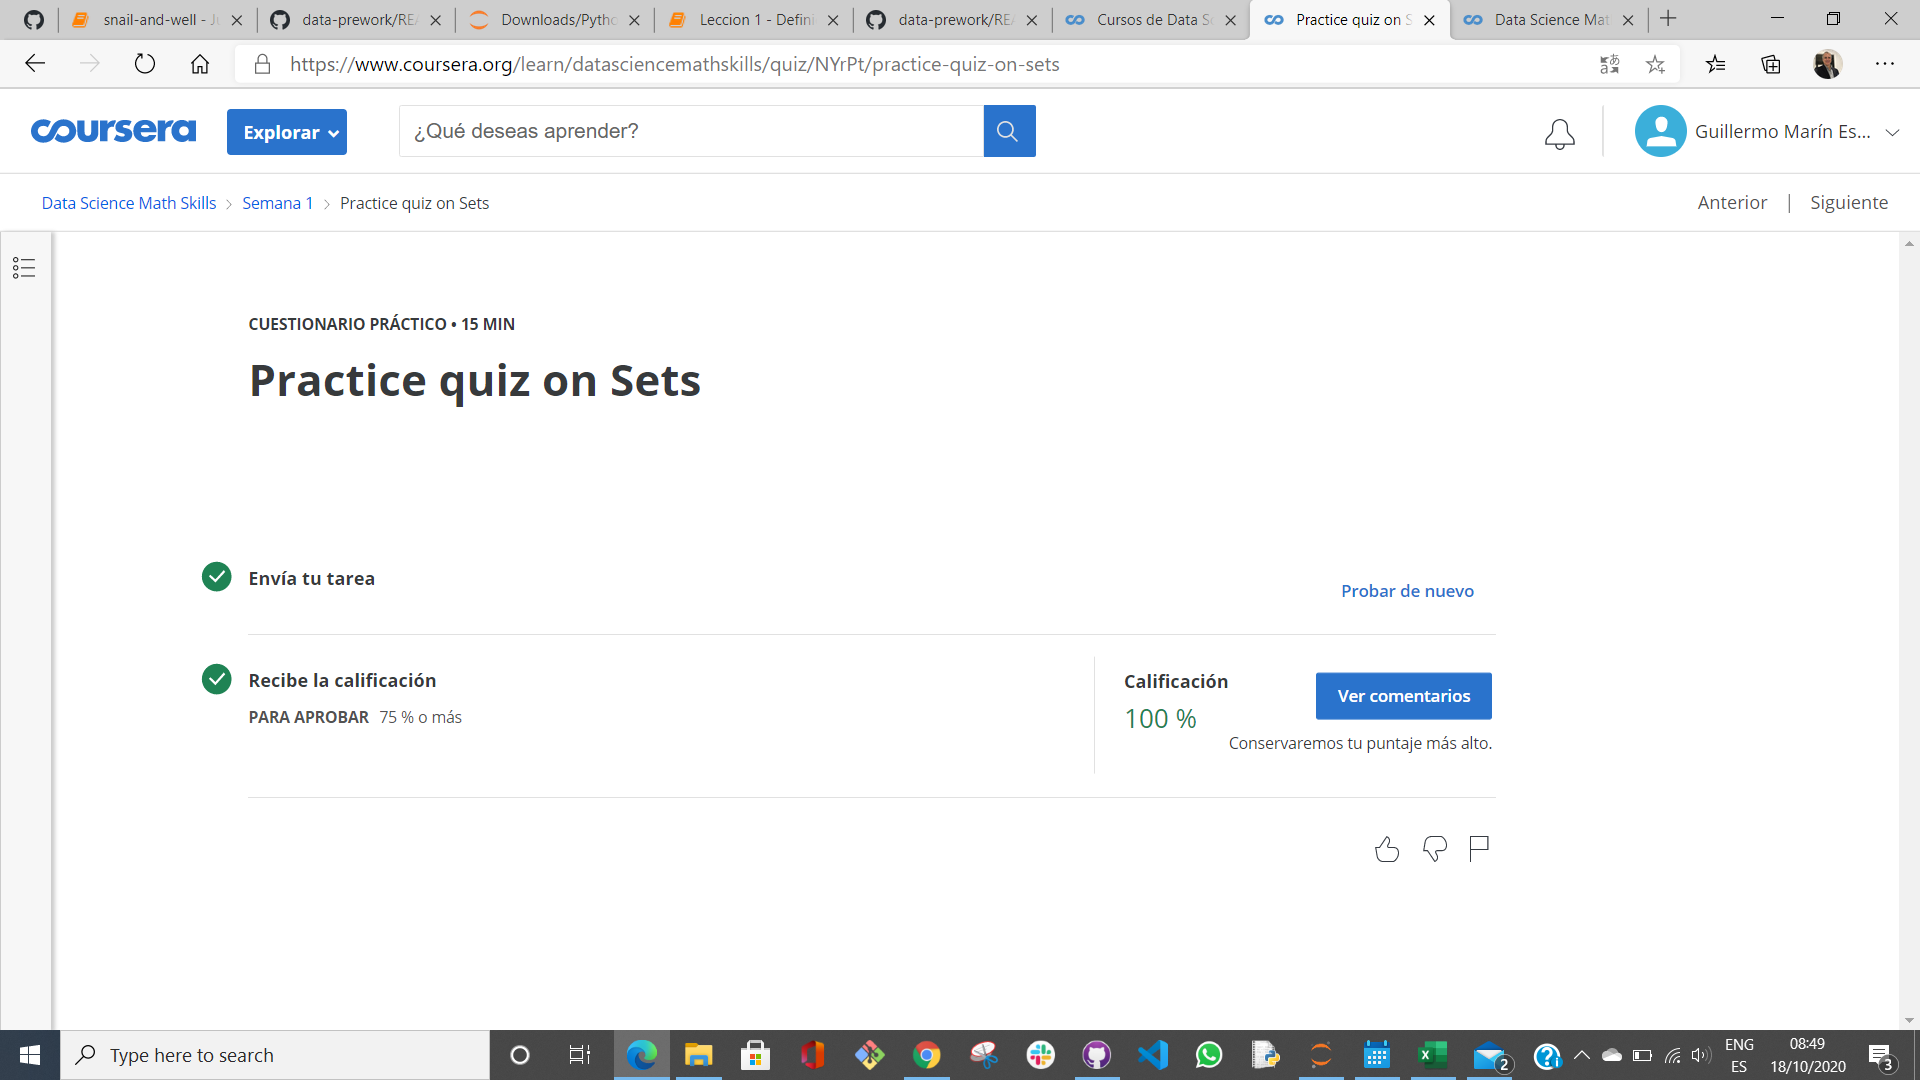 snail-and-well - Ju
data-prework/REA
Downloads/Pytho
Leccion 1 - Defini
data-prework/REA
Cursos de Data Sc
Practice quiz on S
Data Science Mat
https://www.coursera.org/learn/datasciencemathskills/quiz/NYrPt/practice-quiz-on-sets
coursera
Explorar
¿Qué deseas aprender?
Guillermo Marín Es...
Data Science Math Skills
Semana 1
Practice quiz on Sets
Anterior | Siguiente
CUESTIONARIO PRÁCTICO • 15 MIN
Practice quiz on Sets
Envía tu tarea
Probar de nuevo
Recibe la calificación
PARA APROBAR 75 % o más
Calificación
100 %
Ver comentarios
Conservaremos tu puntaje más alto.
Type here to search
2
ENG
ES
08:49
18/10/2020
3